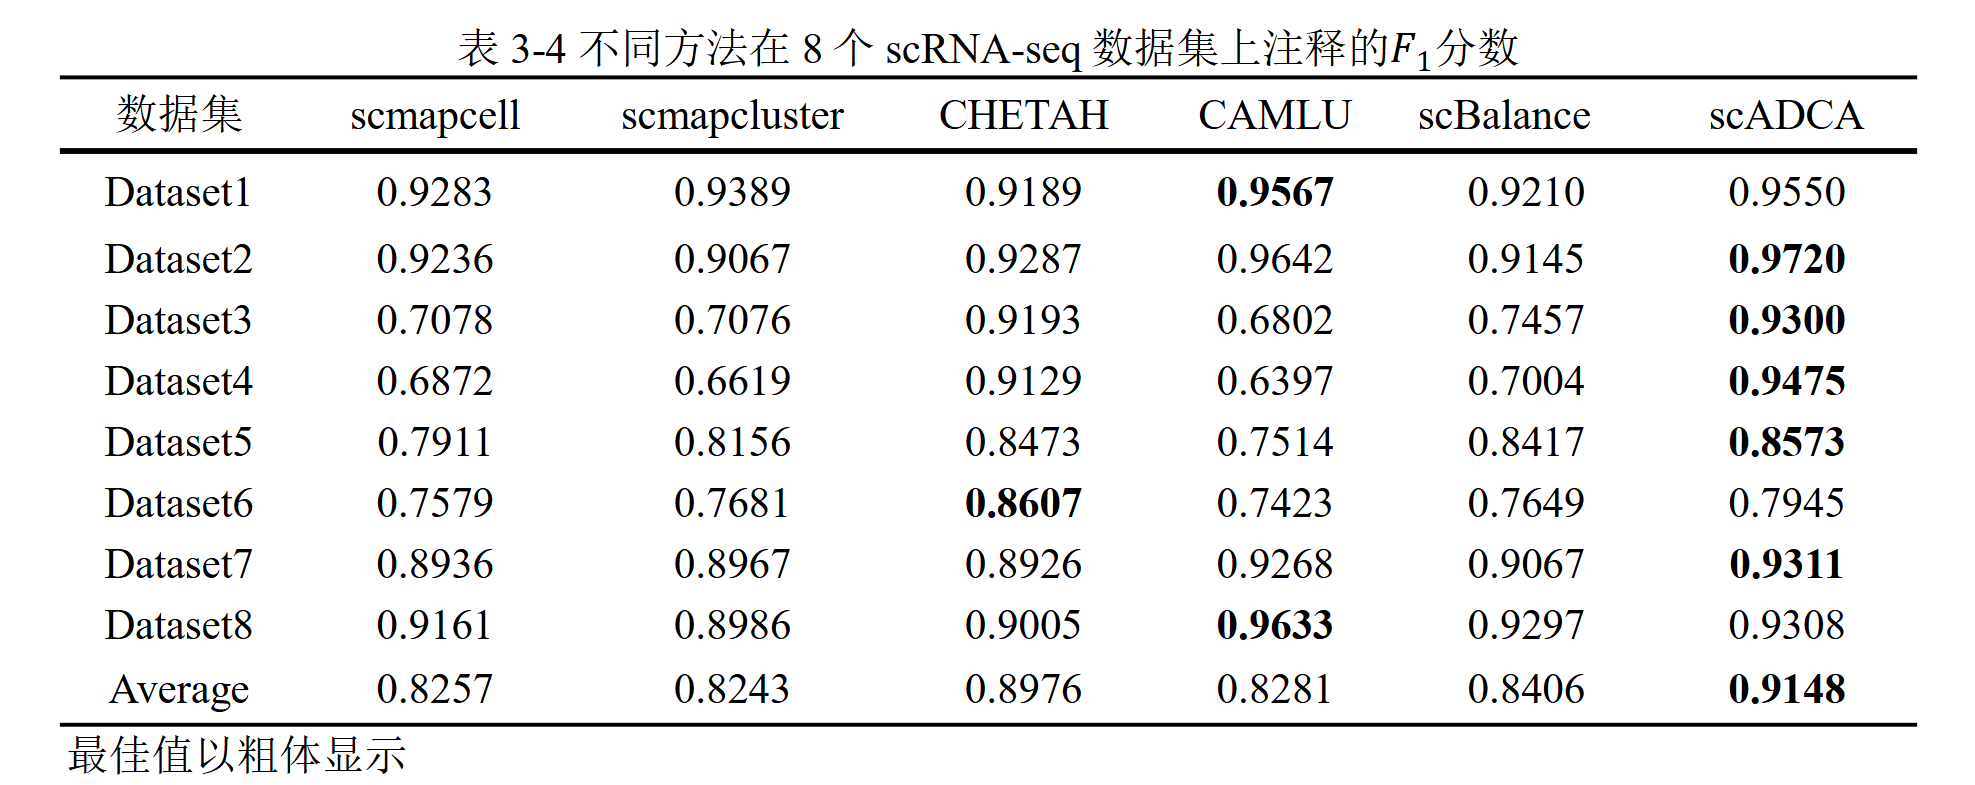 表 3-4 不同方法在 8 个 scRNA-seq 数据集上注释的F₁分数
数据集 scmapcell scmapcluster CHETAH CAMLU scBalance scADCA
Dataset1 0.9283 0.9389 0.9189 0.9567 0.9210 0.9550
Dataset2 0.9236 0.9067 0.9287 0.9642 0.9145 0.9720
Dataset3 0.7078 0.7076 0.9193 0.6802 0.7457 0.9300
Dataset4 0.6872 0.6619 0.9129 0.6397 0.7004 0.9475
Dataset5 0.7911 0.8156 0.8473 0.7514 0.8417 0.8573
Dataset6 0.7579 0.7681 0.8607 0.7423 0.7649 0.7945
Dataset7 0.8936 0.8967 0.8926 0.9268 0.9067 0.9311
Dataset8 0.9161 0.8986 0.9005 0.9633 0.9297 0.9308
Average 0.8257 0.8243 0.8976 0.8281 0.8406 0.9148
最佳值以粗体显示